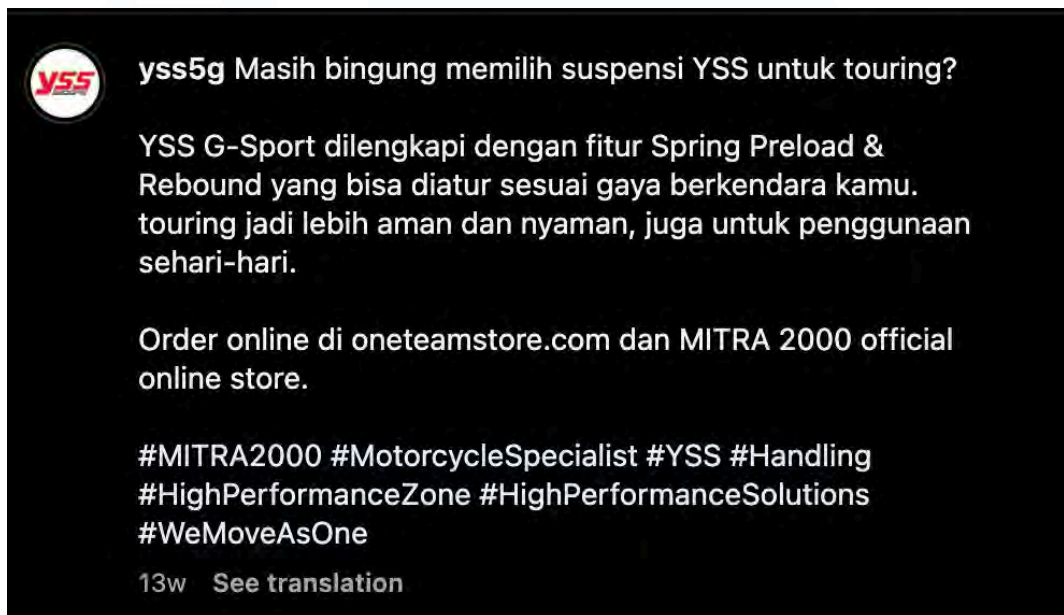 YSS
yss5g Masih bingung memilih suspensi YSS untuk touring?
YSS G-Sport dilengkapi dengan fitur Spring Preload &
Rebound yang bisa diatur sesuai gaya berkendara kamu.
touring jadi lebih aman dan nyaman, juga untuk penggunaan
sehari-hari.
Order online di oneteamstore.com dan MITRA 2000 official
online store.
#MITRA2000 #MotorcycleSpecialist #YSS #Handling
#HighPerformanceZone #HighPerformanceSolutions
#WeMoveAsOne
13w See translation